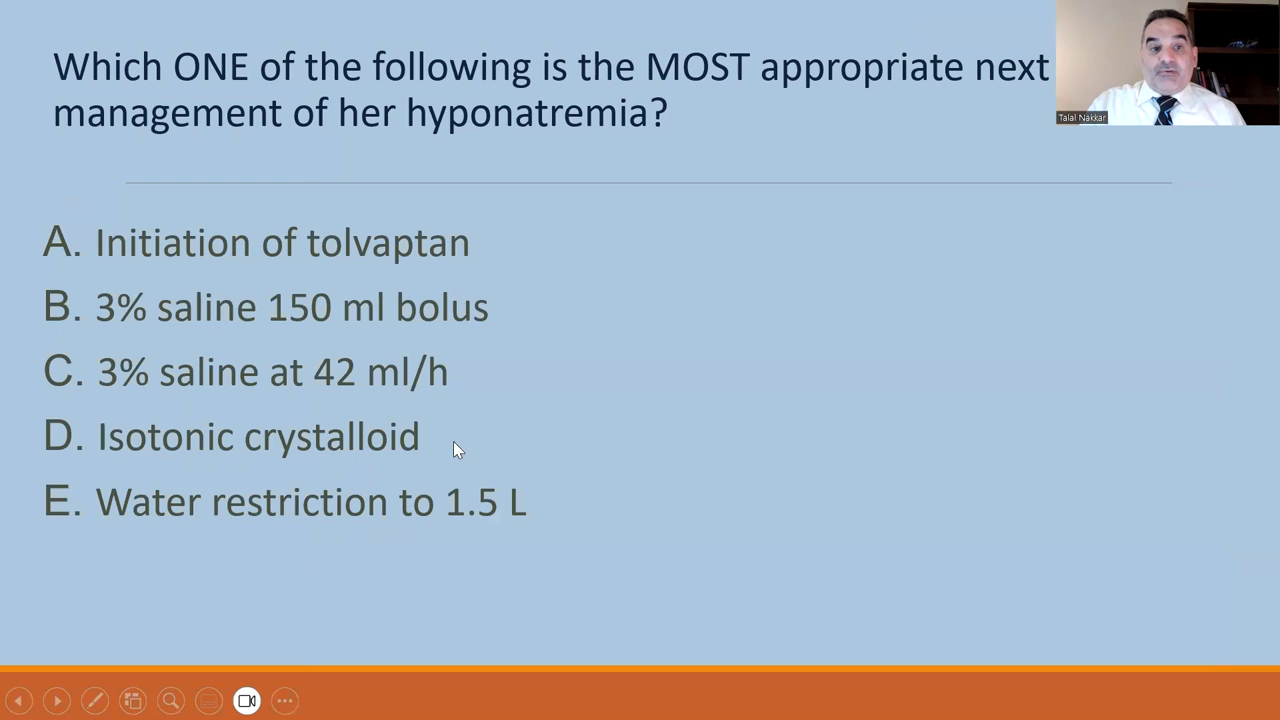 Which ONE of the following is the MOST appropriate next
management of her hyponatremia?
Talal Nakkar
A. Initiation of tolvaptan
B. 3% saline 150 ml bolus
C. 3% saline at 42 ml/h
D. Isotonic crystalloid
E. Water restriction to 1.5 L